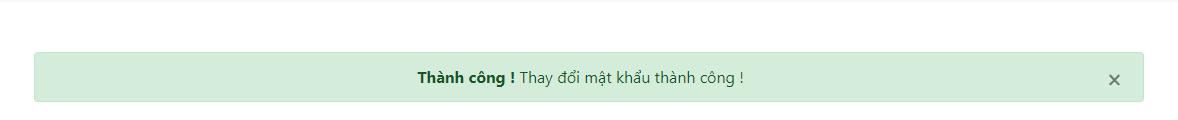 Thành công ! Thay đổi mật khẩu thành công ! ×